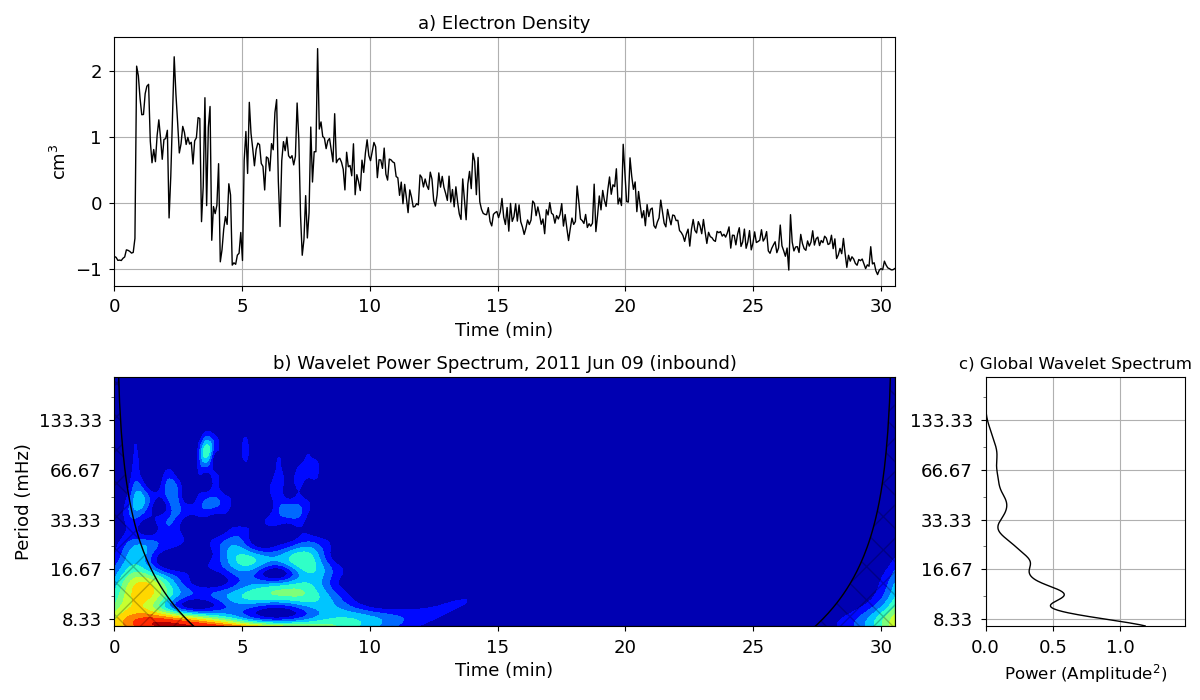 a) Electron Density
cm³
2
1
0
−1
0 5 10 15 20 25 30
Time (min)
b) Wavelet Power Spectrum, 2011 Jun 09 (inbound)
Period (mHz)
133.33
66.67
33.33
16.67
8.33
0 5 10 15 20 25 30
Time (min)
c) Global Wavelet Spectrum
133.33
66.67
33.33
16.67
8.33
0.0 0.5 1.0
Power (Amplitude²)